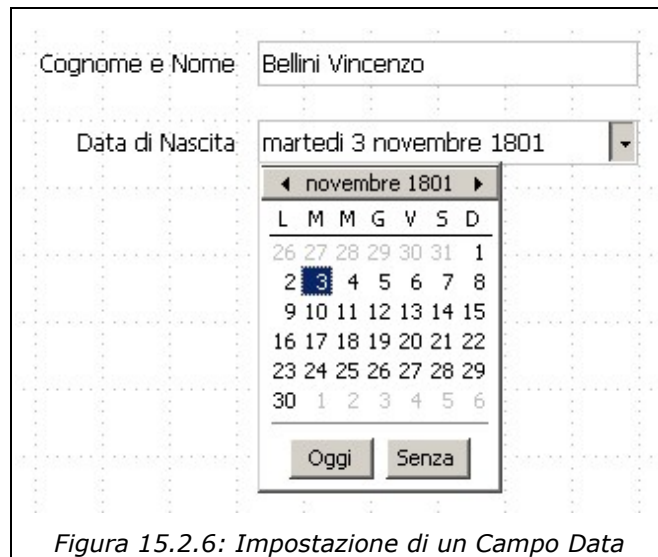 Cognome e Nome Bellini Vincenzo
Data di Nascita martedi 3 novembre 1801
novembre 1801
L M M G V S D
26 27 28 29 30 31 1
2 3 4 5 6 7 8
9 10 11 12 13 14 15
16 17 18 19 20 21 22
23 24 25 26 27 28 29
30 1 2 3 4 5 6
Oggi Senza
Figura 15.2.6: Impostazione di un Campo Data